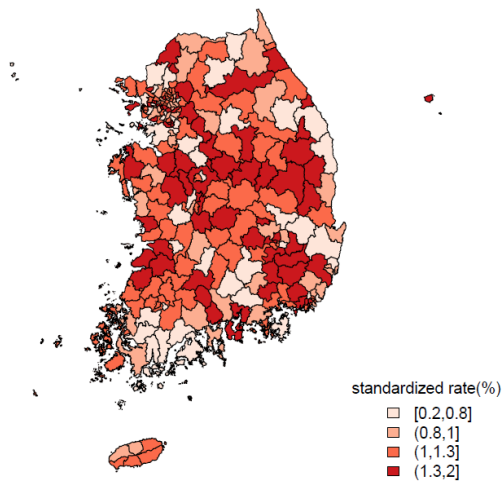 standardized rate(%)
[0.2,0.8]
(0.8,1]
(1,1.3]
(1.3,2]